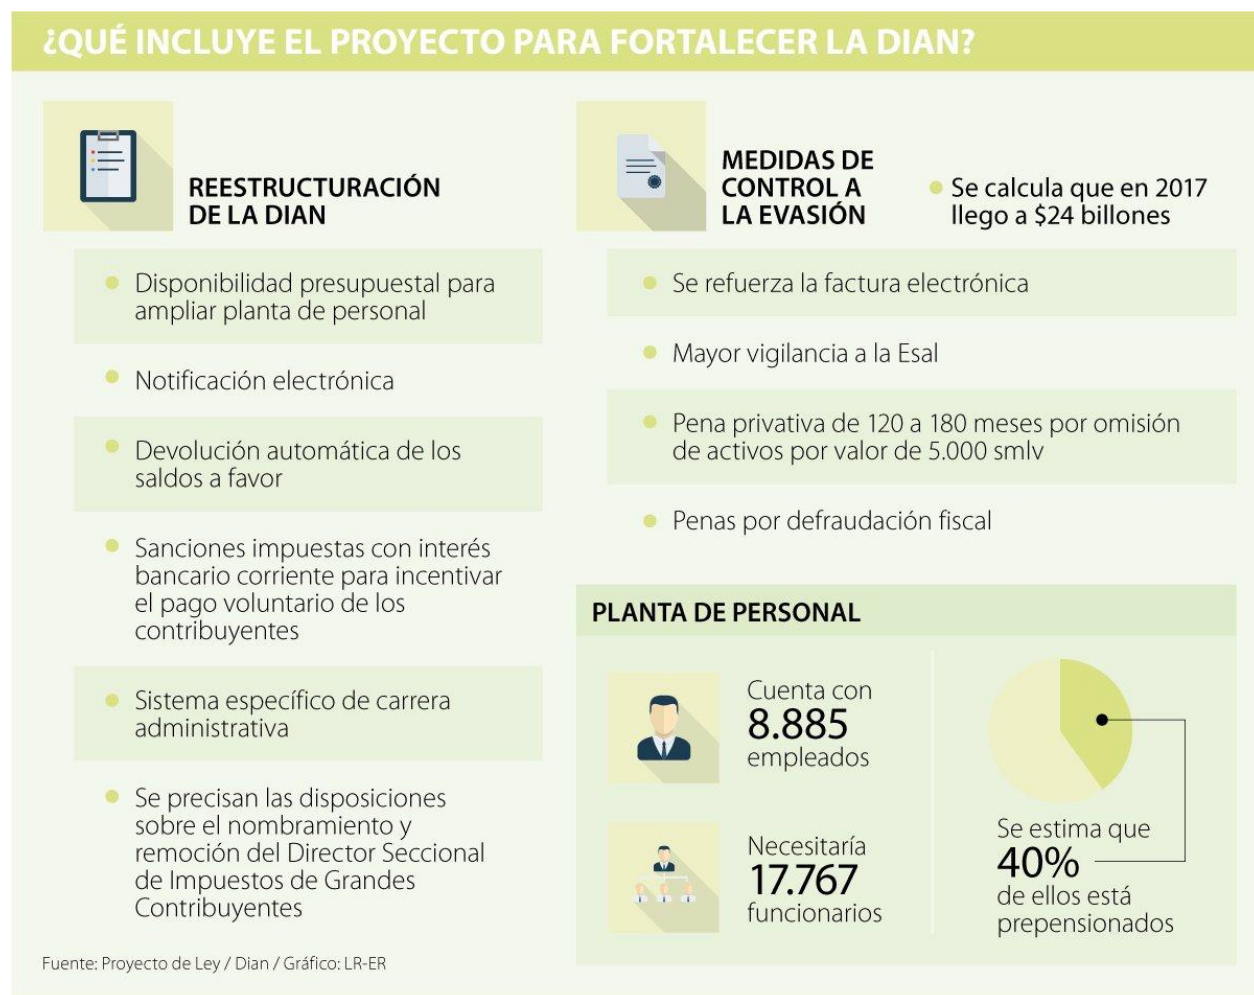 ¿QUÉ INCLUYE EL PROYECTO PARA FORTALECER LA DIAN?
REESTRUCTURACIÓN
DE LA DIAN
Disponibilidad presupuestal para
ampliar planta de personal
Notificación electrónica
Devolución automática de los
saldos a favor
Sanciones impuestas con interés
bancario corriente para incentivar
el pago voluntario de los
contribuyentes
Sistema específico de carrera
administrativa
Se precisan las disposiciones
sobre el nombramiento y
remoción del Director Seccional
de Impuestos de Grandes
Contribuyentes
MEDIDAS DE
CONTROL A
LA EVASIÓN
Se calcula que en 2017
llego a $24 billones
Se refuerza la factura electrónica
Mayor vigilancia a la Esal
Pena privativa de 120 a 180 meses por omisión
de activos por valor de 5.000 smlv
Penas por defraudación fiscal
PLANTA DE PERSONAL
Cuenta con
8.885
empleados
Necesitaría
17.767
funcionarios
Se estima que
40%
de ellos está
prepensionados
Fuente: Proyecto de Ley / Dian / Gráfico: LR-ER